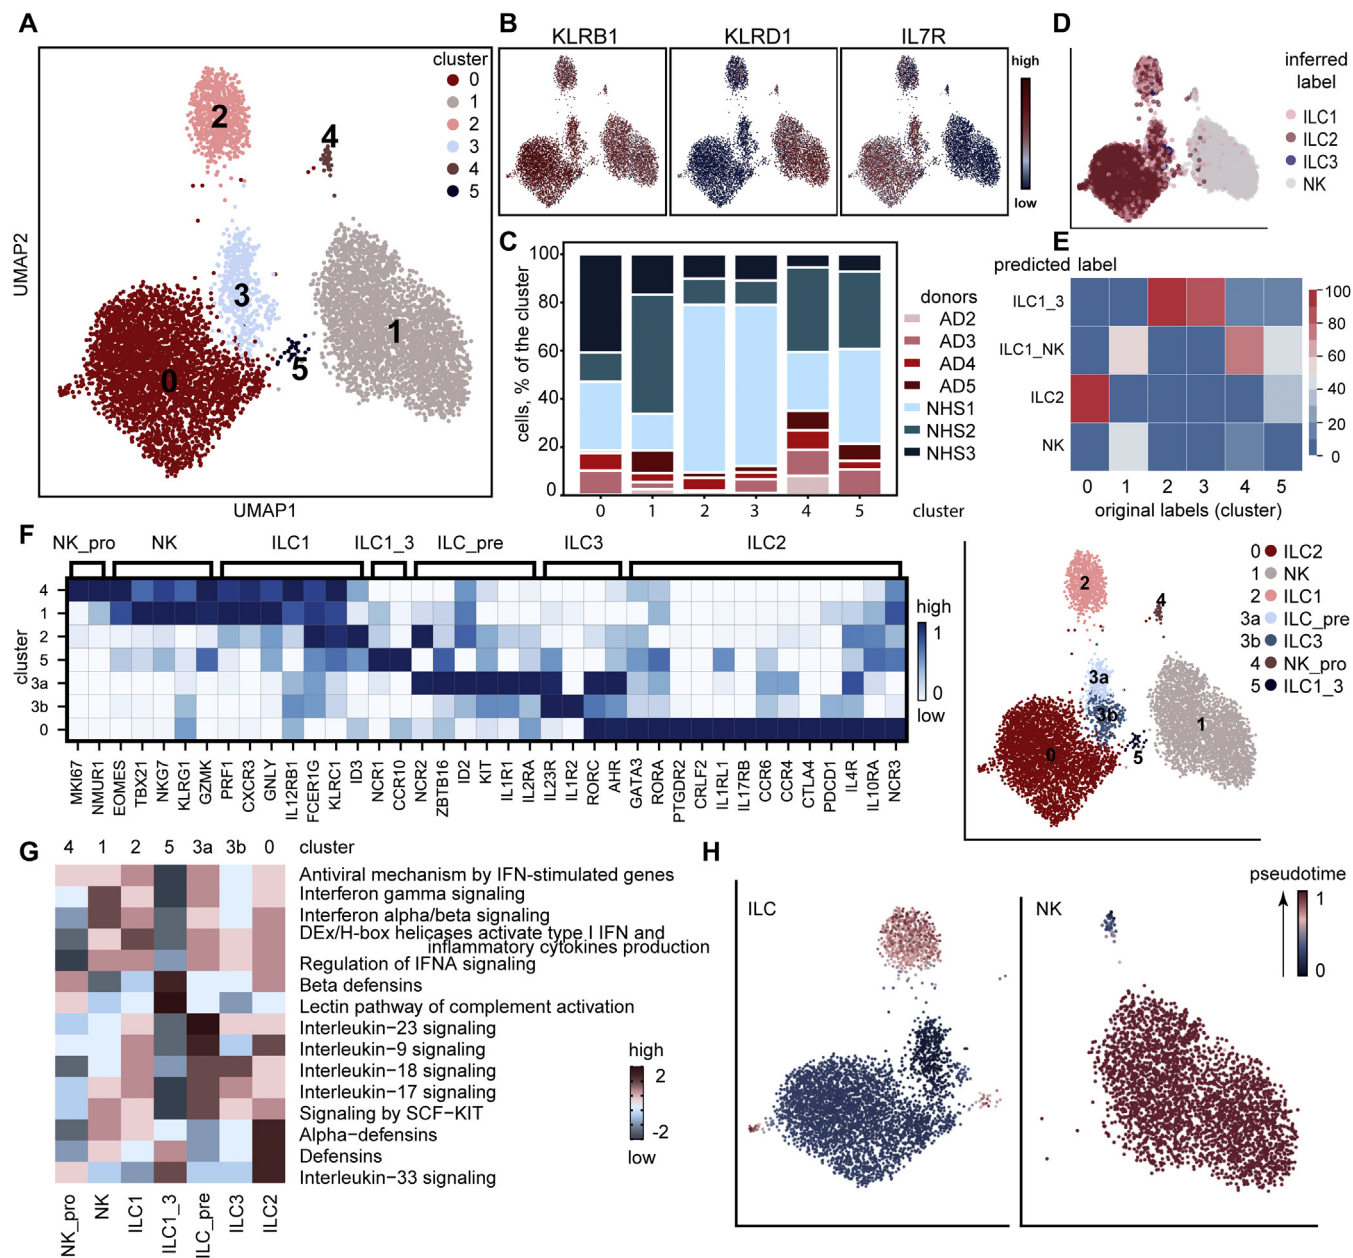 A
cluster
0
1
2
3
4
5
2
4
3
1
5
0
UMAP2
UMAP1
B
KLRB1
KLRD1
IL7R
high
low
C
100
80
60
40
20
0
cells, % of the cluster
0 1 2 3 4 5 cluster
donors
AD2
AD3
AD4
AD5
NHS1
NHS2
NHS3
D
inferred
label
ILC1
ILC2
ILC3
NK
E
predicted label
ILC1_3
ILC1_NK
ILC2
NK
100
80
60
40
20
0
0 1 2 3 4 5
original labels (cluster)
F
NK_pro NK ILC1 ILC1_3 ILC_pre ILC3 ILC2
cluster
4
1
2
5
3a
3b
0
high
1
0
low
MKI67
NMUR1
EOMES
TBX21
NKG7
KLRG1
GZMK
PRF1
CXCR3
GNLY
IL12RB1
FCER1G
KLRC1
ID3
NCR1
CCR10
NCR2
ZBTB16
ID2
KIT
IL1R1
IL2RA
IL23R
IL1R2
RORC
AHR
GATA3
RORA
PTGDR2
CRLF2
IL1RL1
IL17RB
CCR6
CCR4
CTLA4
PDCD1
IL4R
IL10RA
NCR3
0 ILC2
1 NK
2 ILC1
3a ILC_pre
3b ILC3
4 NK_pro
5 ILC1_3
2
4
3a
3b
1
0
5
G
4 1 2 5 3a 3b 0 cluster
Antiviral mechanism by IFN-stimulated genes
Interferon gamma signaling
Interferon alpha/beta signaling
DEx/H-box helicases activate type I IFN and
inflammatory cytokines production
Regulation of IFNA signaling
Beta defensins
Lectin pathway of complement activation
Interleukin-23 signaling
Interleukin-9 signaling
Interleukin-18 signaling
Interleukin-17 signaling
Signaling by SCF-KIT
Alpha-defensins
Defensins
Interleukin-33 signaling
high
2
-2
low
NK_pro
NK
ILC1
ILC1_3
ILC_pre
ILC3
ILC2
H
ILC
NK
pseudotime
1
0